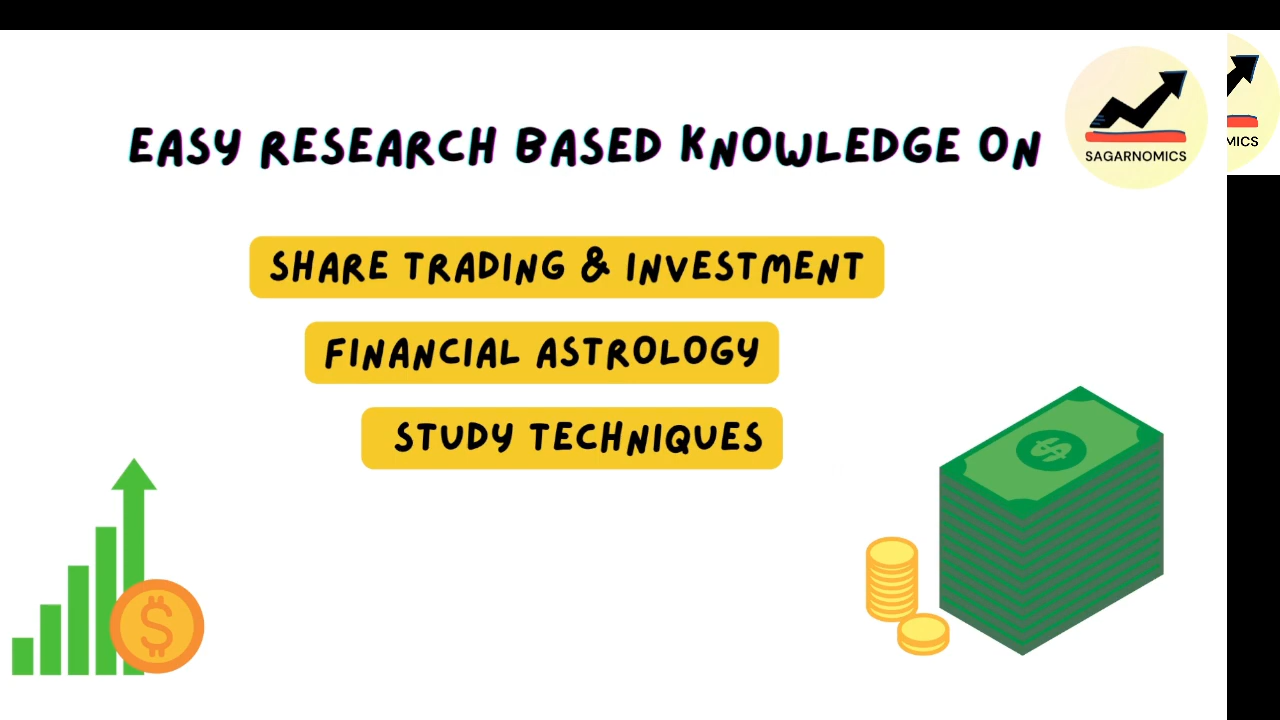 EASY RESEARCH BASED KNOWLEDGE ON
SAGARNOMICS
MICS
SHARE TRADING & INVESTMENT
FINANCIAL ASTROLOGY
STUDY TECHNIQUES